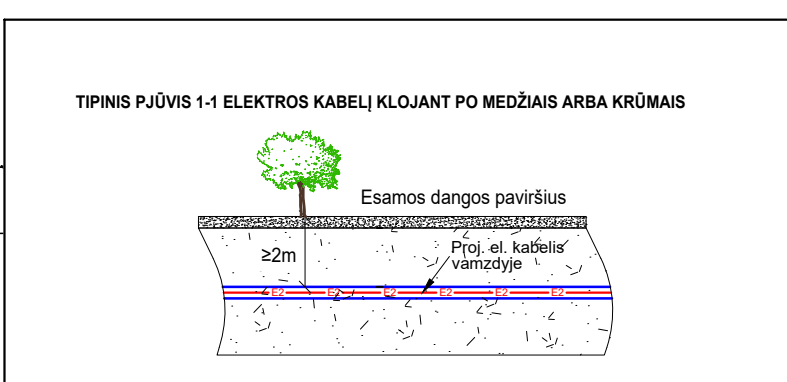 TIPINIS PJŪVIS 1-1 ELEKTROS KABELĮ KLOJANT PO MEDŽIAIS ARBA KRŪMAIS
Esamos dangos paviršius
≥2m
Proj. el. kabelis
vamzdyje
E2 E2 E2 E2 E2 E2